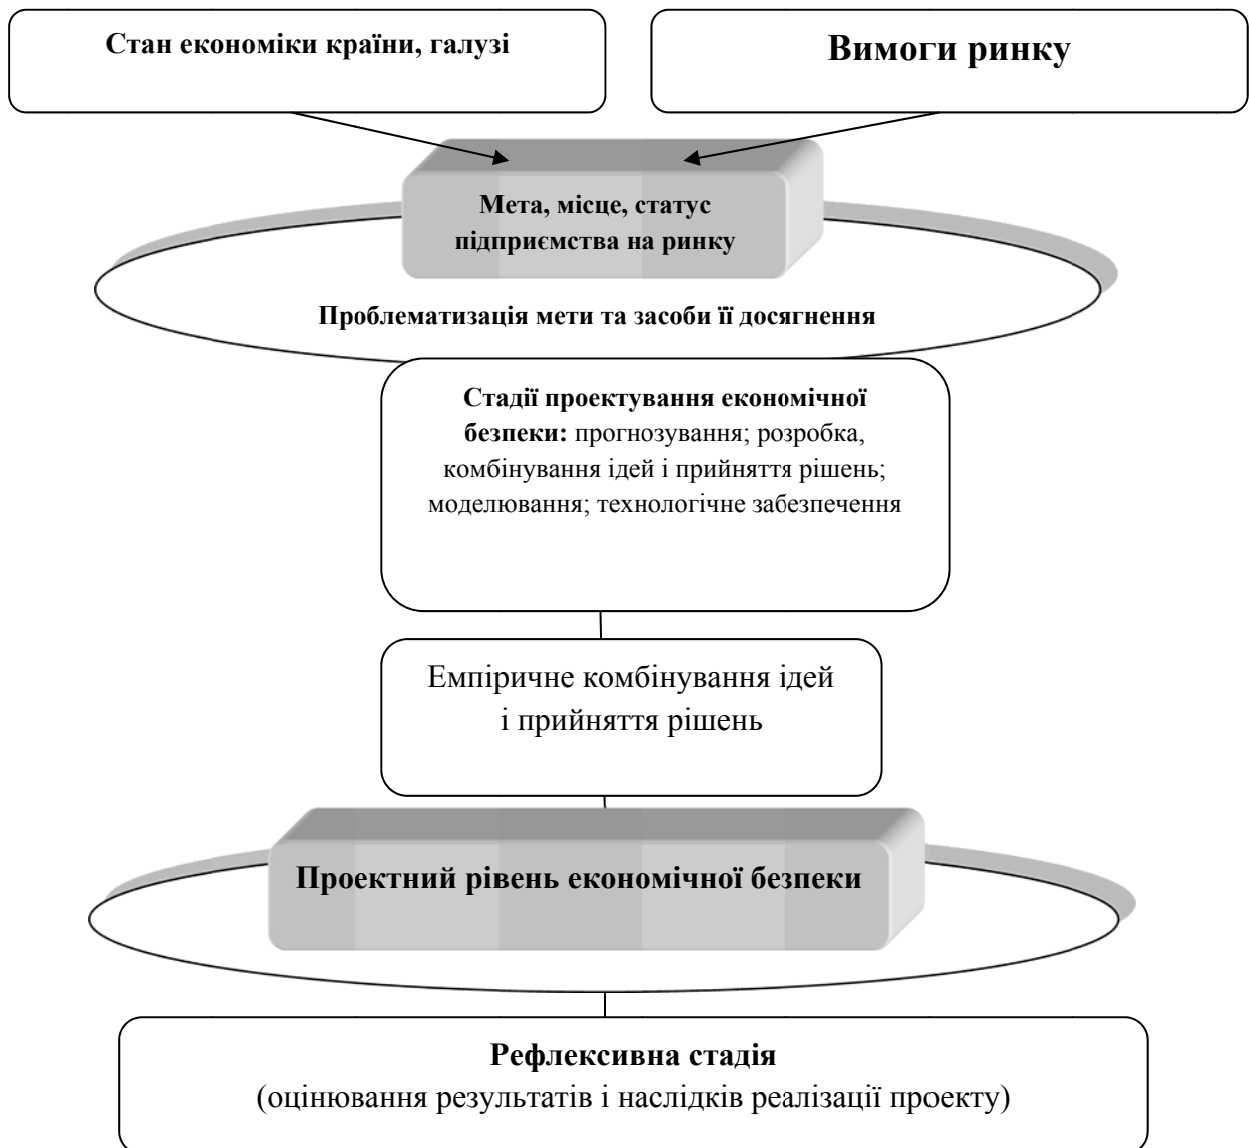 Стан економіки країни, галузі
Вимоги ринку
Мета, місце, статус
підприємства на ринку
Проблематизація мети та засоби її досягнення
Стадії проектування економічної
безпеки: прогнозування; розробка,
комбінування ідей і прийняття рішень;
моделювання; технологічне забезпечення
Емпіричне комбінування ідей
і прийняття рішень
Проектний рівень економічної безпеки
Рефлексивна стадія
(оцінювання результатів і наслідків реалізації проекту)